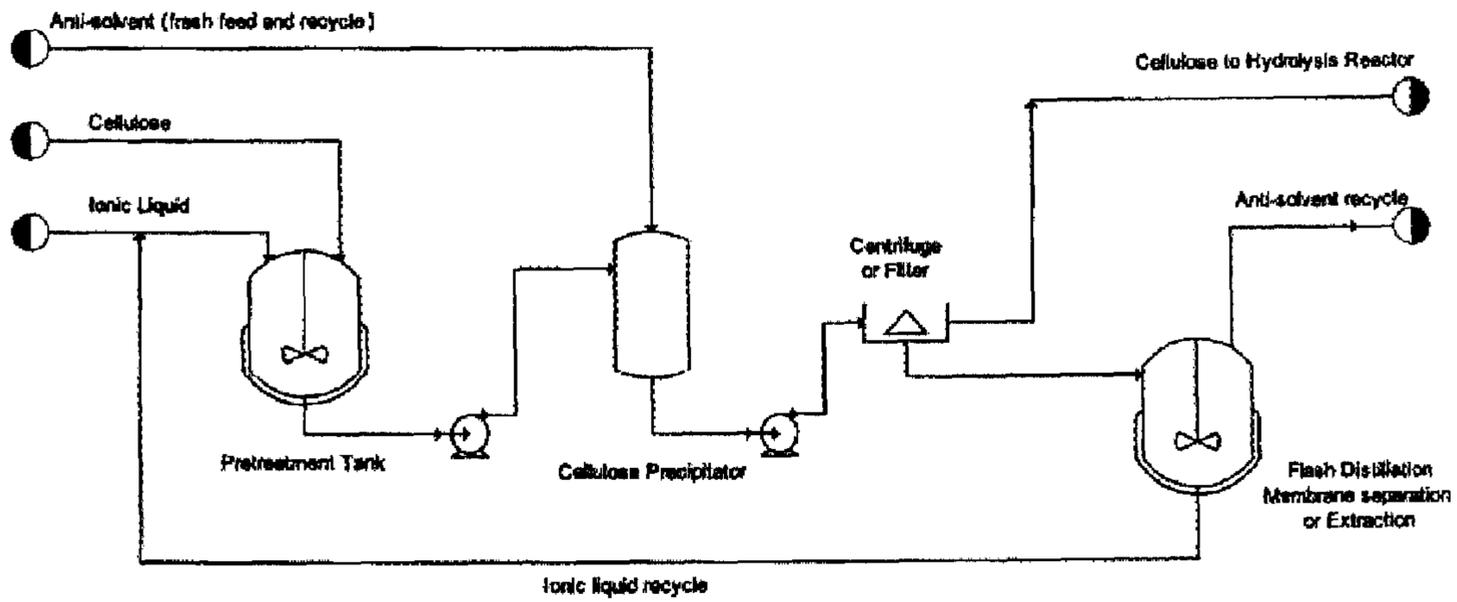 Anti-solvent (fresh feed and recycle)
Cellulose to Hydrolysis Reactor
Cellulose
Ionic Liquid
Anti-solvent recycle
Centrifuge
or Filter
Pretreatment Tank
Cellulose Precipitator
Flash Distillation
Membrane separation
or Extraction
Ionic liquid recycle